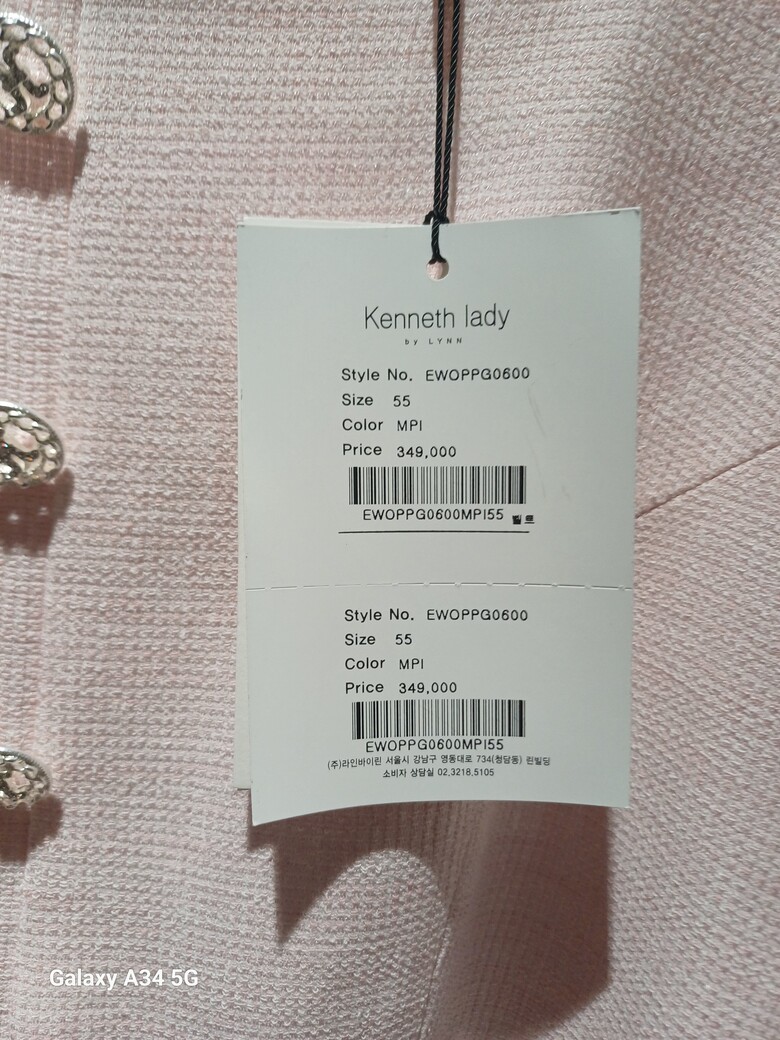 Kenneth lady
by LYNN
Style No. EWOPPG0600
Size 55
Color MPI
Price 349,000
EWOPPG0600MPI55 벨트
Style No. EWOPPG0600
Size 55
Color MPI
Price 349,000
EWOPPG0600MPI55
(주)라인바이린 서울시 강남구 영동대로 734(청담동) 린빌딩
소비자 상담실 02.3218.5105
Galaxy A34 5G